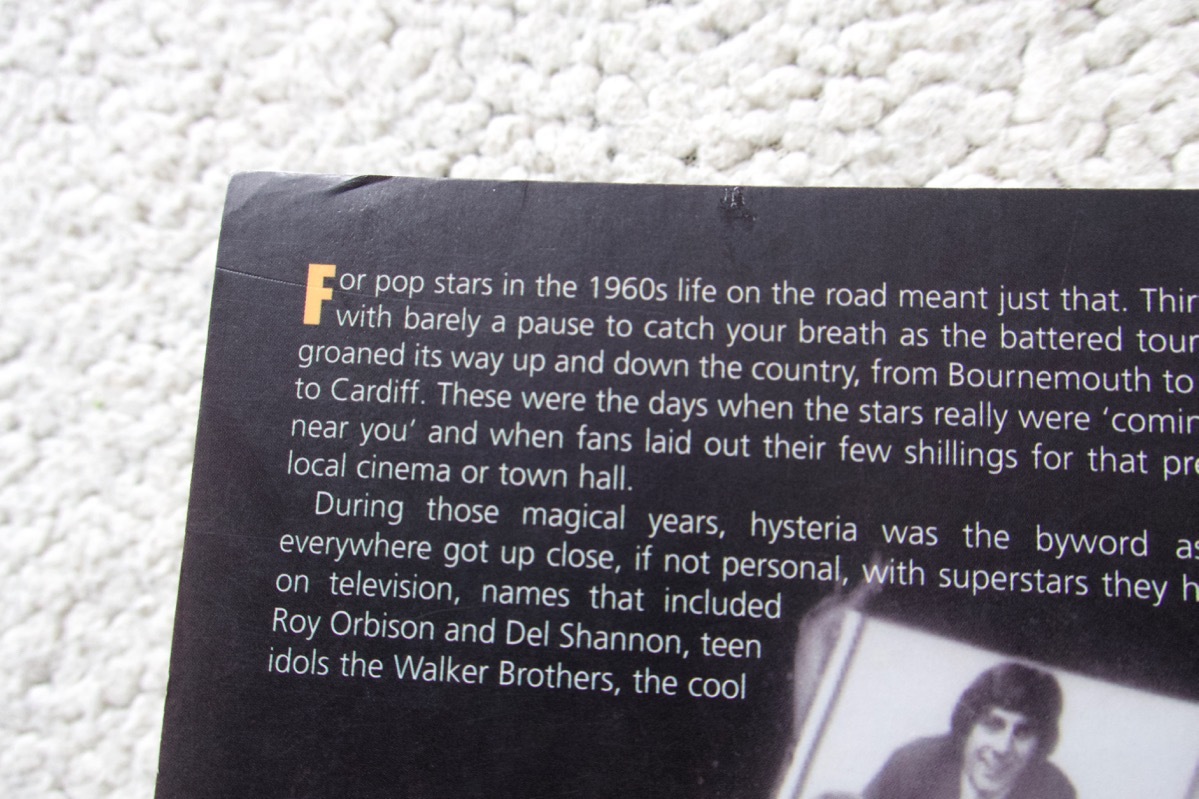 For pop stars in the 1960s life on the road meant just that.
with barely a pause to catch your breath as the battered tour
groaned its way up and down the country, from Bournemouth to
to Cardiff. These were the days when the stars really were ‘comin
near you’ and when fans laid out their few shillings for that
local cinema or town hall.
During those magical years, hysteria was the byword
everywhere got up close, if not personal, with superstars they
on television, names that included
Roy Orbison and Del Shannon, teen
idols the Walker Brothers, the cool